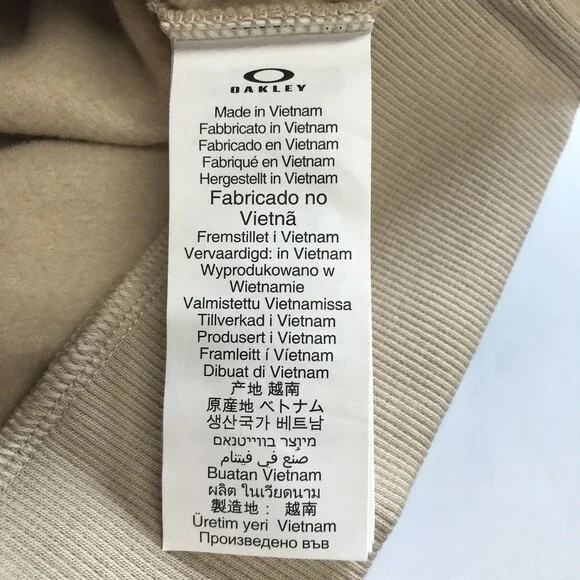 OAKLEY
Made in Vietnam
Fabbricato in Vietnam
Fabricado en Vietnam
Fabriqué en Vietnam
Hergestellt in Vietnam
Fabricado no
Vietnã
Fremstillet i Vietnam
Vervaardigd: in Vietnam
Wyprodukowano w
Wietnamie
Valmistettu Vietnamissa
Tillverkad i Vietnam
Produsert i Vietnam
Framleitt í Víetnam
Dibuat di Vietnam
产地 越南
原産地 ベトナム
생산국가 베트남
מיוצר בווייטנאם
صُنع في فيتنام
Buatan Vietnam
ผลิต ในเวียดนาม
製造地： 越南
Üretim yeri Vietnam
Произведено във